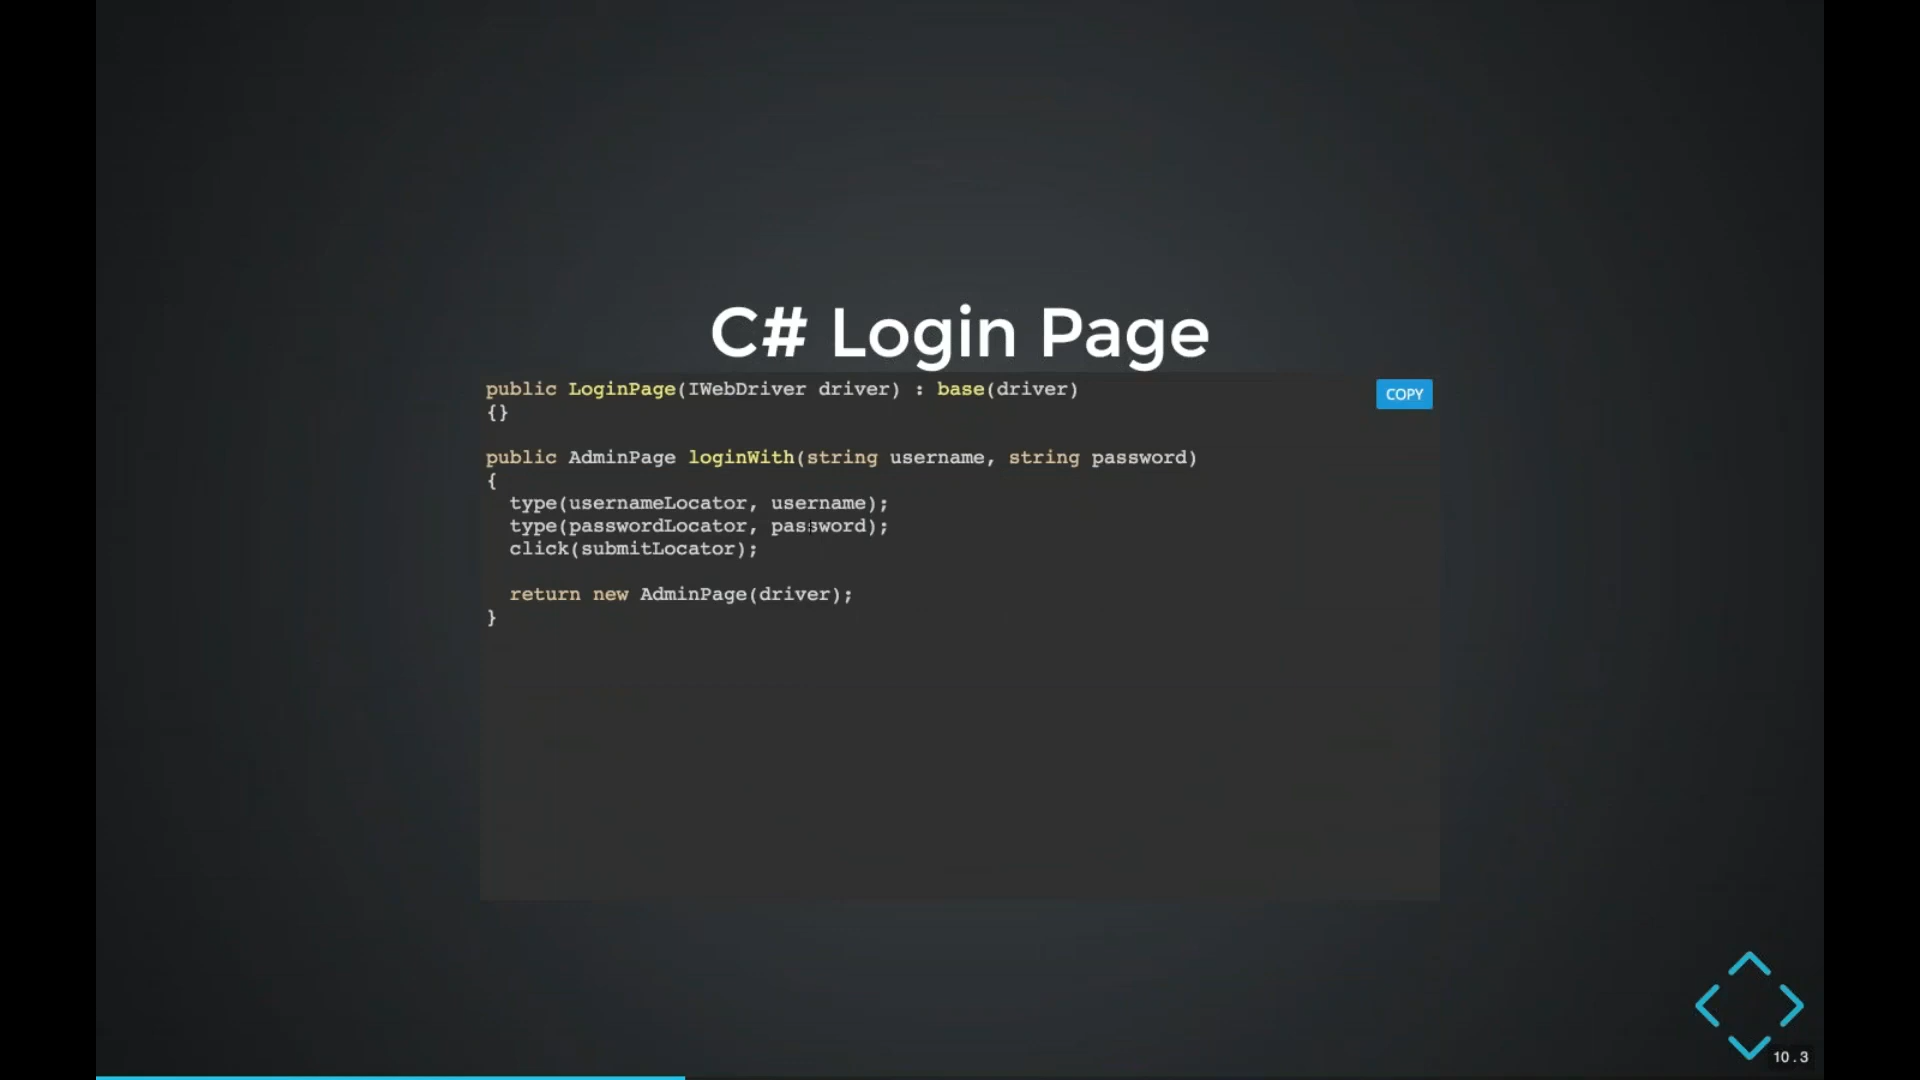 C# Login Page
public LoginPage(IWebDriver driver) : base(driver)
{}
COPY
public AdminPage loginWith(string username, string password)
{
type(usernameLocator, username);
type(passwordLocator, password);
click(submitLocator);
return new AdminPage(driver);
}
10.3